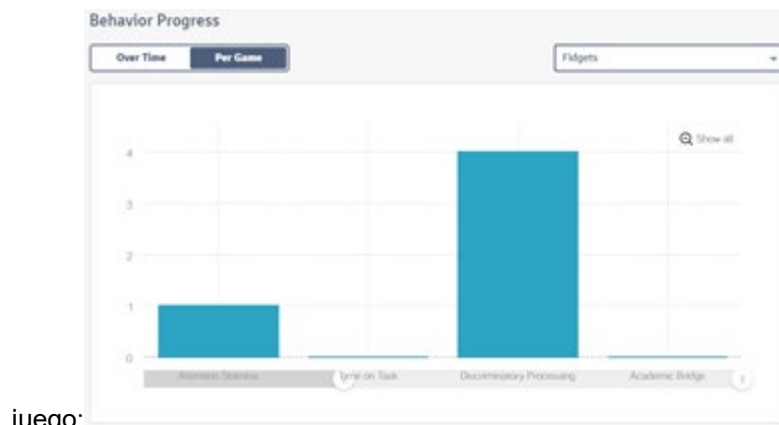 Behavior Progress
Over Time Per Game Fidgets
Show all
4
3
2
1
0
Attention Stamina Time on Task Discriminatory Processing Academic Bridge
juego: